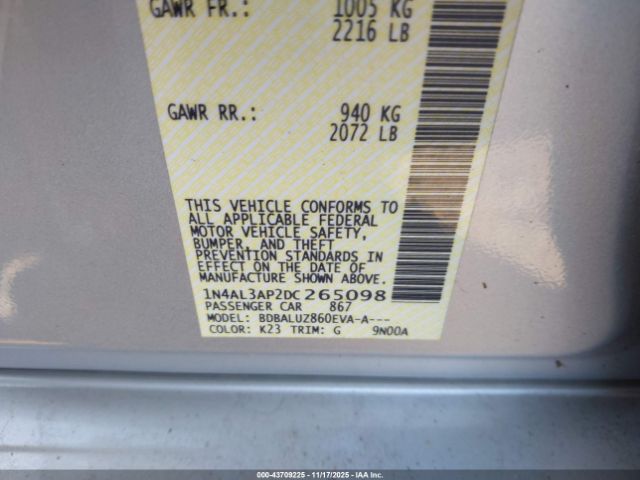 GAWR FR.: 1005 KG
2216 LB
GAWR RR.: 940 KG
2072 LB
THIS VEHICLE CONFORMS TO
ALL APPLICABLE FEDERAL
MOTOR VEHICLE SAFETY,
BUMPER, AND THEFT
PREVENTION STANDARDS IN
EFFECT ON THE DATE OF
MANUFACTURE SHOWN ABOVE.
1N4AL3AP2DC265098
PASSENGER CAR 867
MODEL: BDBALUZ860EVA-A---
COLOR: K23 TRIM: G 9N00A
000-43709225 - 11/17/2025 - IAAI.COM